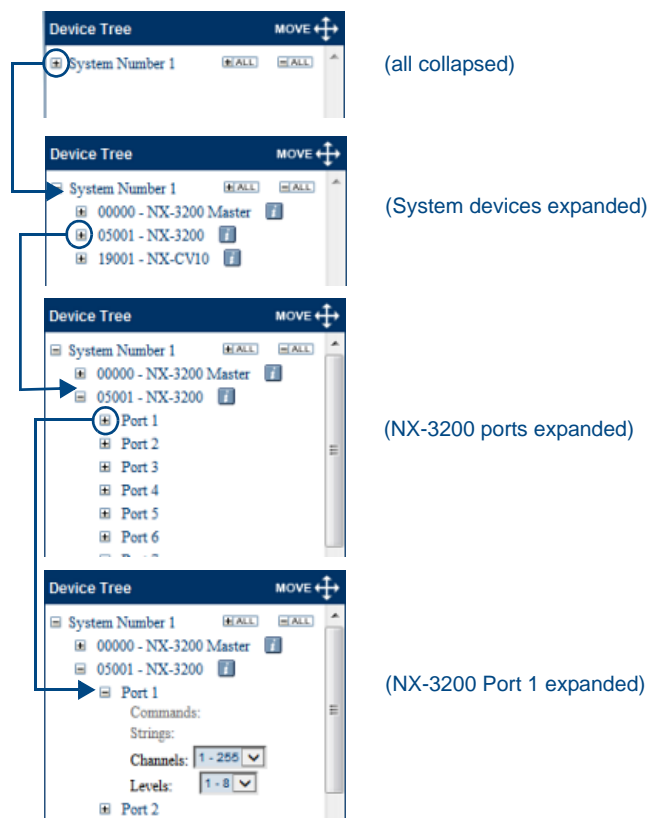 Device Tree MOVE
System Number 1 +ALL -ALL
(all collapsed)
Device Tree MOVE
System Number 1 +ALL -ALL
00000 - NX-3200 Master i
05001 - NX-3200 i
19001 - NX-CV10 i
(System devices expanded)
Device Tree MOVE
System Number 1 +ALL -ALL
00000 - NX-3200 Master i
05001 - NX-3200 i
Port 1
Port 2
Port 3
Port 4
Port 5
Port 6
(NX-3200 ports expanded)
Device Tree MOVE
System Number 1 +ALL -ALL
00000 - NX-3200 Master i
05001 - NX-3200 i
Port 1
Commands:
Strings:
Channels: 1 - 255
Levels: 1 - 8
Port 2
(NX-3200 Port 1 expanded)